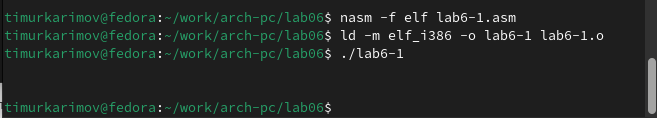 timurkarimov@fedora:~/work/arch-pc/lab06$ nasm -f elf lab6-1.asm
timurkarimov@fedora:~/work/arch-pc/lab06$ ld -m elf_i386 -o lab6-1 lab6-1.o
timurkarimov@fedora:~/work/arch-pc/lab06$ ./lab6-1
timurkarimov@fedora:~/work/arch-pc/lab06$